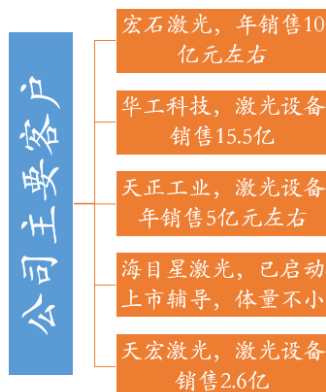 公司主要客户
宏石激光，年销售10
亿元左右
华工科技，激光设备
销售15.5亿
天正工业，激光设备
年销售5亿元左右
海目星激光，已启动
上市辅导，体量不小
天宏激光，激光设备
销售2.6亿